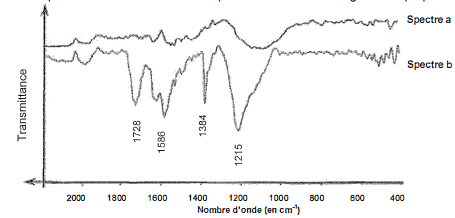 Spectre a
Spectre b
Transmittance
1728
1586
1384
1215
2000 1800 1600 1400 1200 1000 800 600 400
Nombre d'onde (en cm⁻¹)